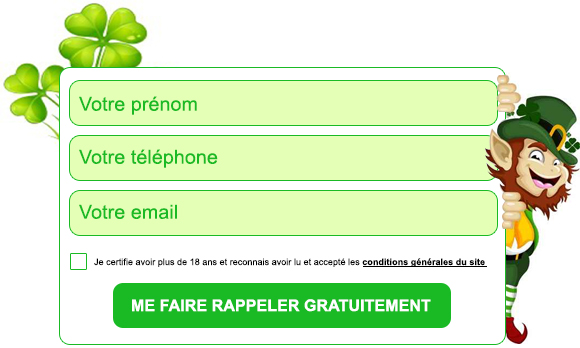 Votre prénom
Votre téléphone
Votre email
Je certifie avoir plus de 18 ans et reconnais avoir lu et accepté les conditions générales du site
ME FAIRE RAPPELER GRATUITEMENT